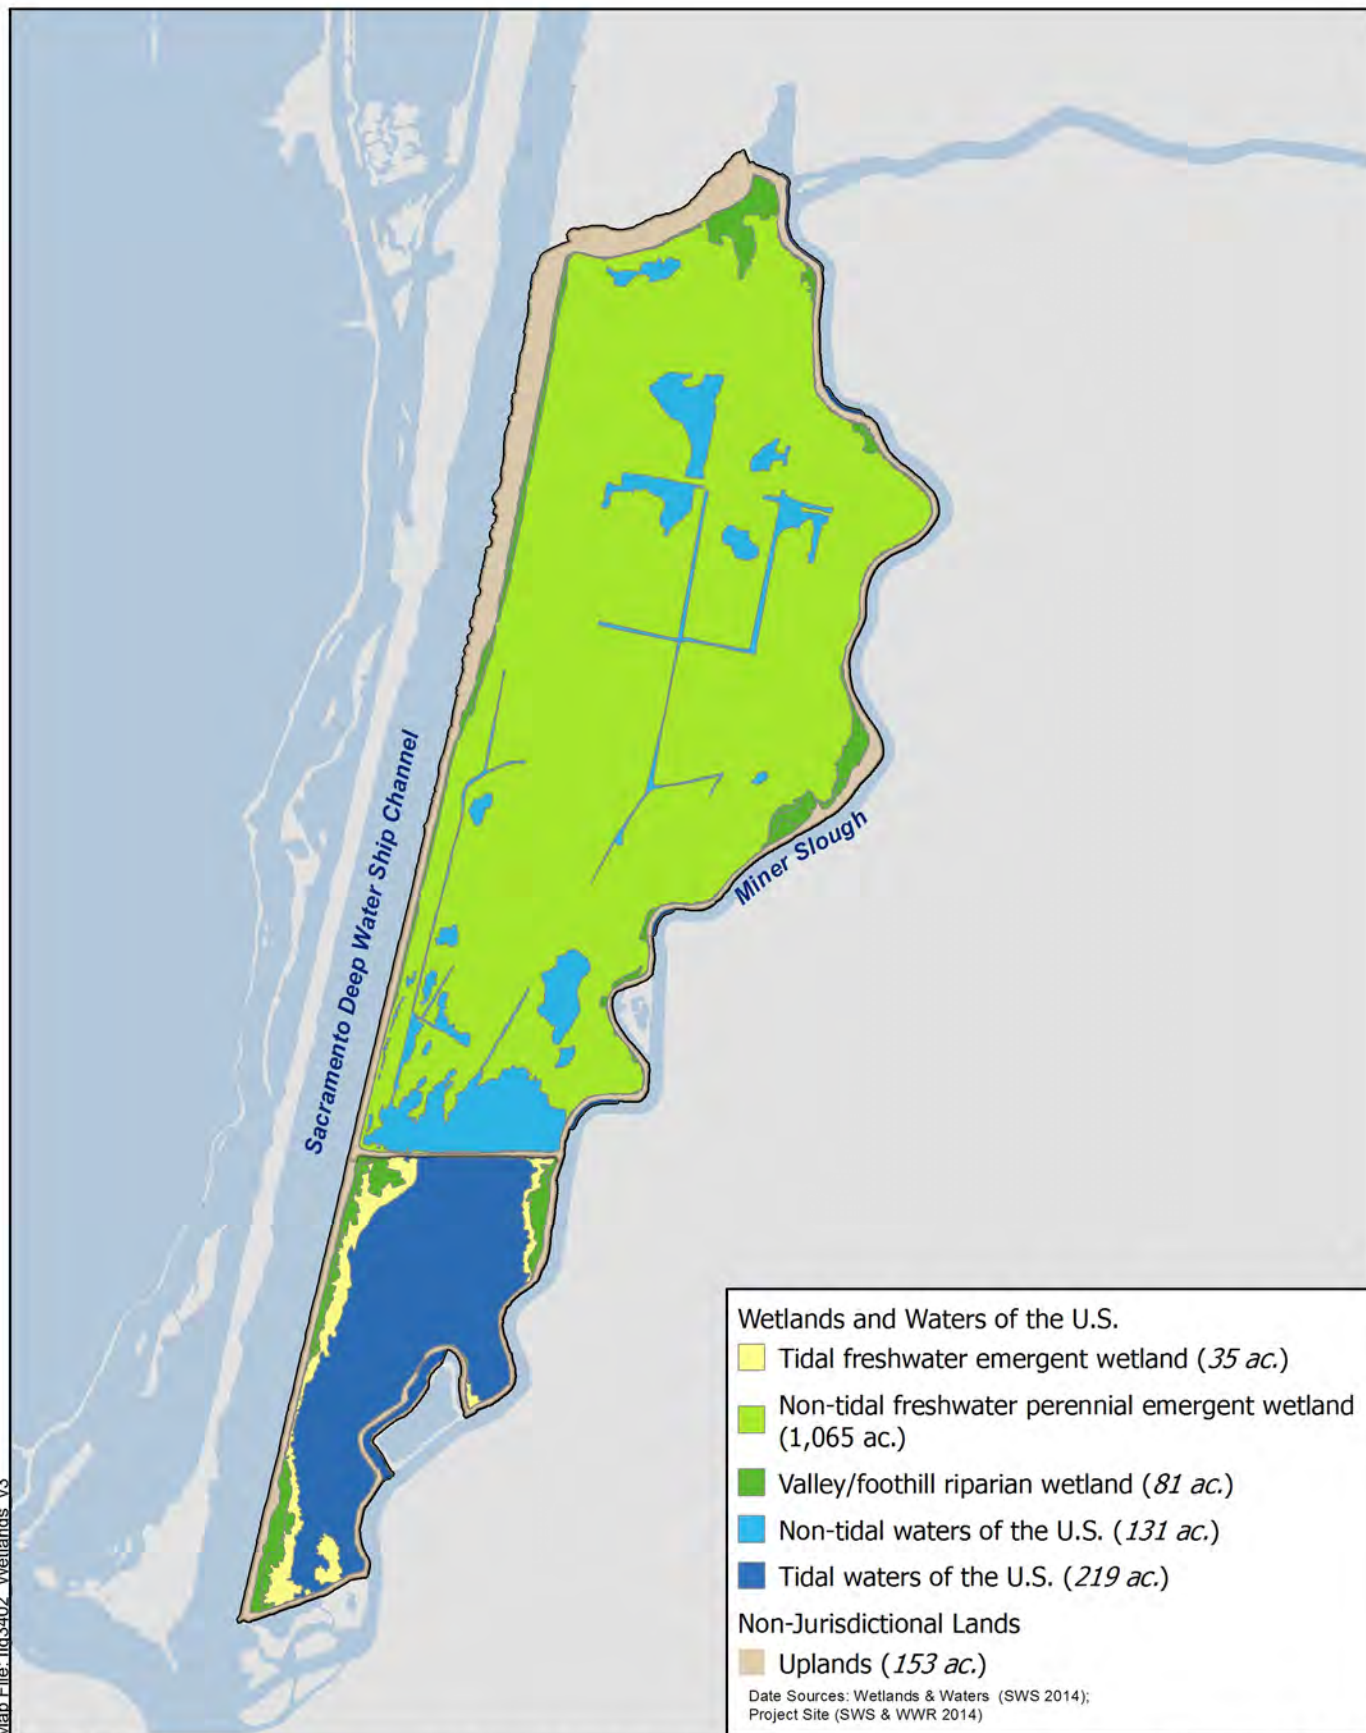 Sacramento Deep Water Ship Channel
Miner Slough
Wetlands and Waters of the U.S.
Tidal freshwater emergent wetland (35 ac.)
Non-tidal freshwater perennial emergent wetland
(1,065 ac.)
Valley/foothill riparian wetland (81 ac.)
Non-tidal waters of the U.S. (131 ac.)
Tidal waters of the U.S. (219 ac.)
Non-Jurisdictional Lands
Uplands (153 ac.)
Date Sources: Wetlands & Waters (SWS 2014);
Project Site (SWS & WWR 2014)